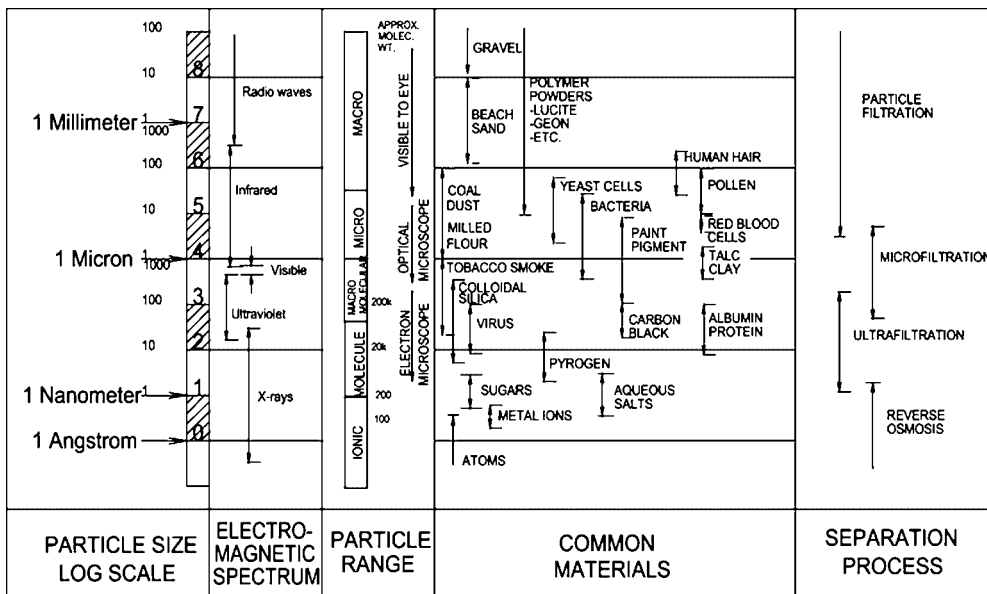 100
10
1 Millimeter
1
1000
100
10
1 Micron
1
1000
100
10
1 Nanometer
1
1 Angstrom
8
7
6
5
4
3
2
1
0
Radio waves
Infrared
Visible
Ultraviolet
X-rays
MACRO
MICRO
MACRO
MOLECULAR
MOLECULE
IONIC
APPROX.
MOLEC.
WT.
200k
20k
200
100
VISIBLE TO EYE
OPTICAL
MICROSCOPE
ELECTRON
MICROSCOPE
GRAVEL
BEACH
SAND
POLYMER
POWDERS
-LUCITE
-GEON
-ETC.
HUMAN HAIR
COAL
DUST
YEAST CELLS
POLLEN
BACTERIA
MILLED
FLOUR
PAINT
PIGMENT
RED BLOOD
CELLS
TOBACCO SMOKE
TALC
CLAY
COLLOIDAL
SILICA
VIRUS
CARBON
BLACK
ALBUMIN
PROTEIN
PYROGEN
SUGARS
AQUEOUS
SALTS
METAL IONS
ATOMS
PARTICLE
FILTRATION
MICROFILTRATION
ULTRAFILTRATION
REVERSE
OSMOSIS
PARTICLE SIZE
LOG SCALE
ELECTRO-
MAGNETIC
SPECTRUM
PARTICLE
RANGE
COMMON
MATERIALS
SEPARATION
PROCESS